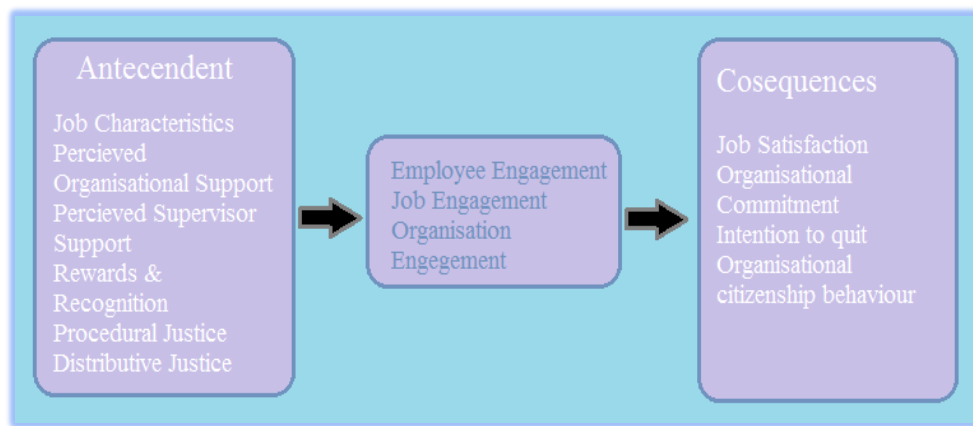 Antecendent
Job Characteristics
Percieved
Organisational Support
Percieved Supervisor
Support
Rewards &
Recognition
Procedural Justice
Distributive Justice
Employee Engagement
Job Engagement
Organisation
Engegement
Cosequences
Job Satisfaction
Organisational
Commitment
Intention to quit
Organisational
citizenship behaviour